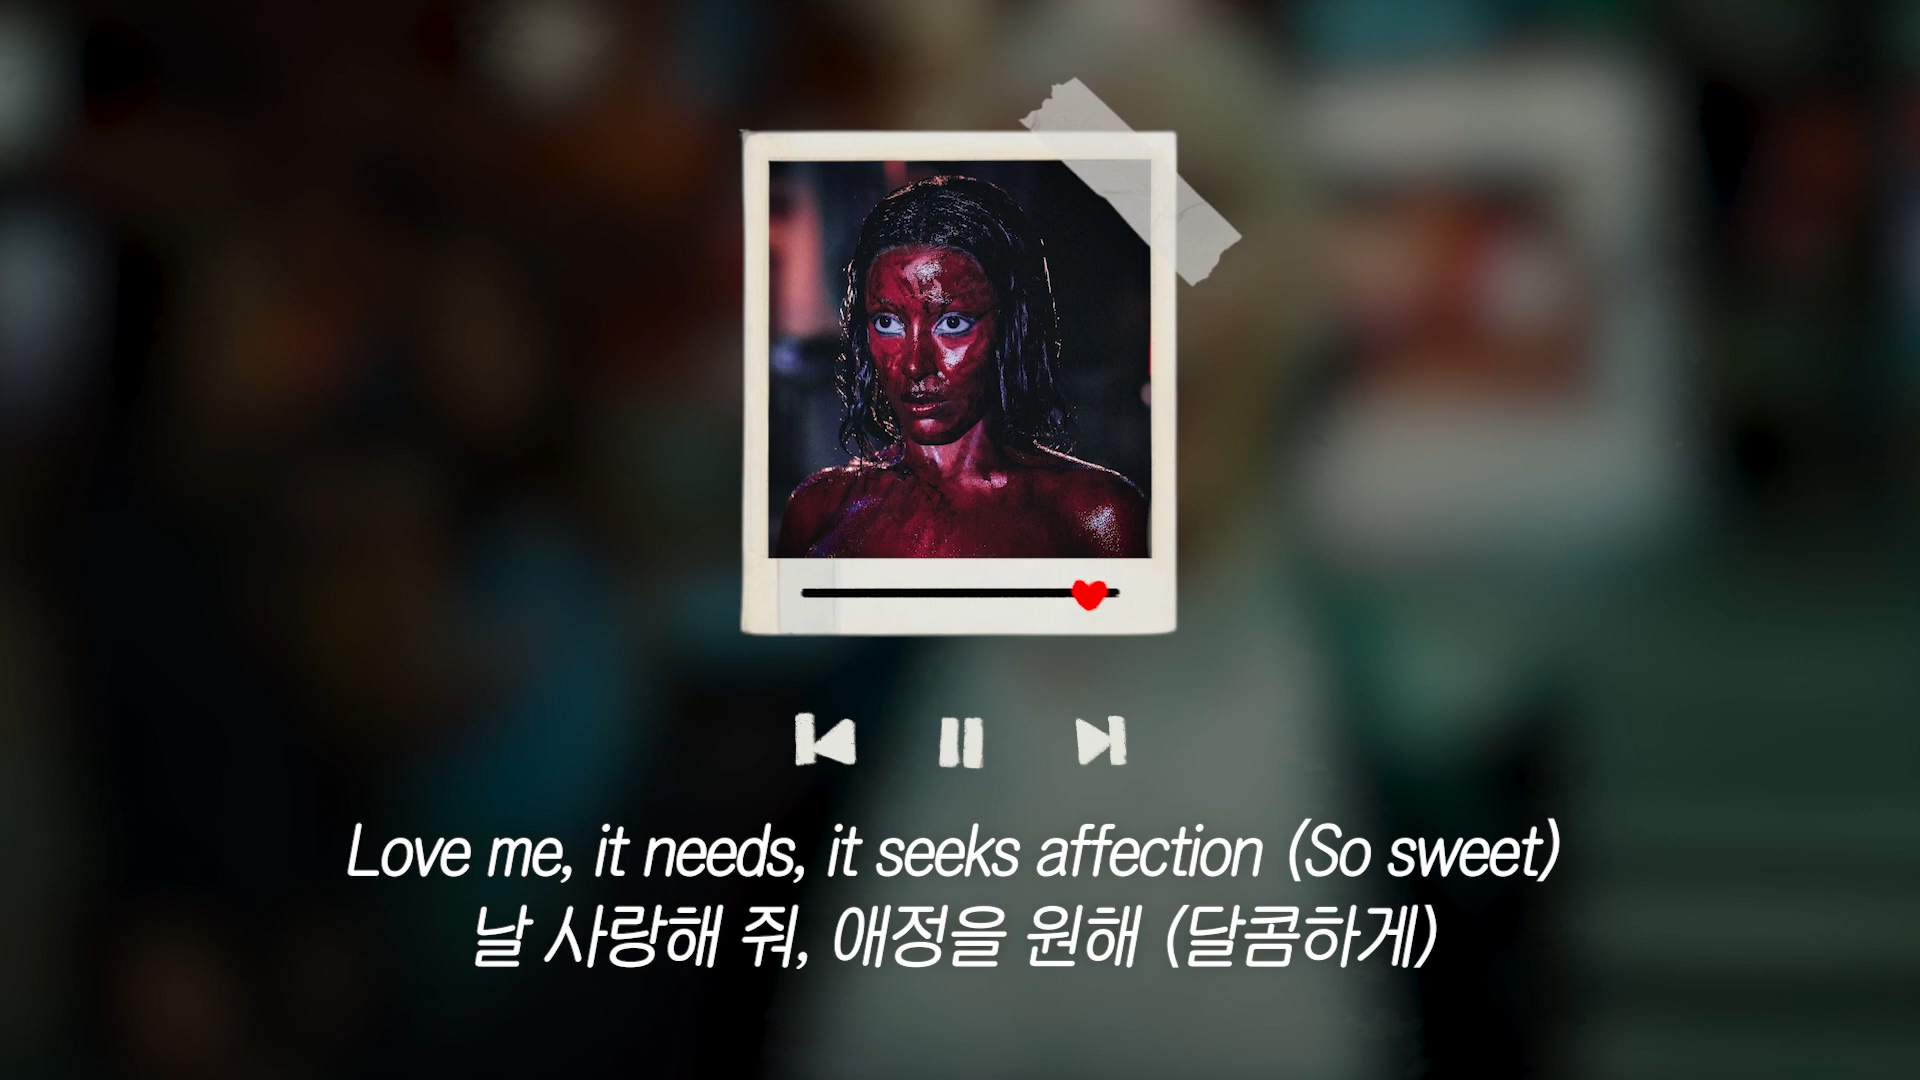 Love me, it needs, it seeks affection (So sweet)
날 사랑해 줘, 애정을 원해 (달콤하게)